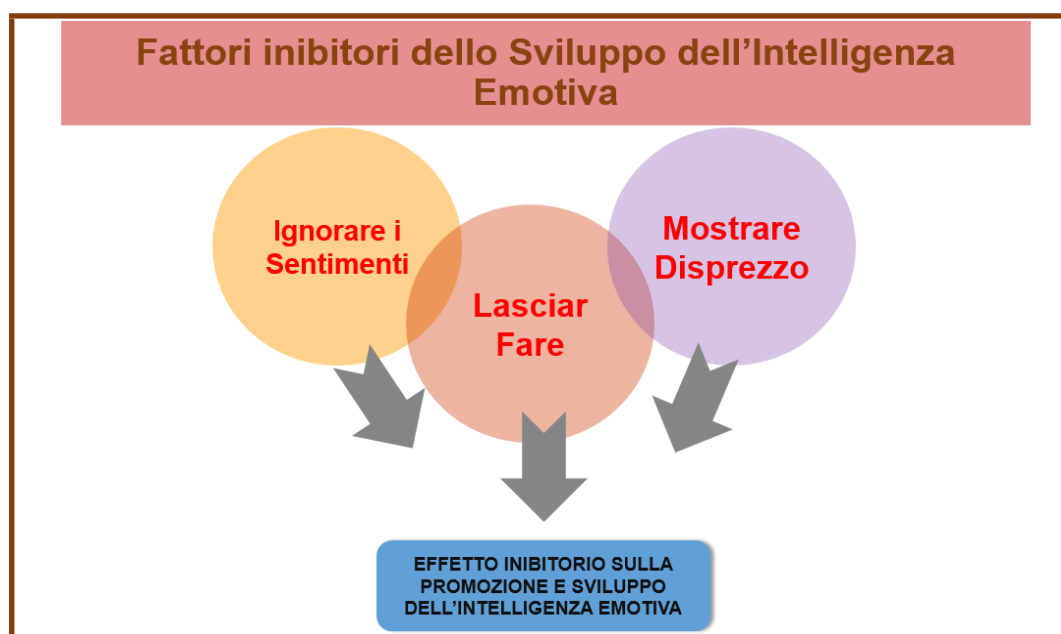 Fattori inibitori dello Sviluppo dell’Intelligenza
Emotiva
Ignorare i
Sentimenti
Lasciar
Fare
Mostrare
Disprezzo
EFFETTO INIBITORIO SULLA
PROMOZIONE E SVILUPPO
DELL’INTELLIGENZA EMOTIVA